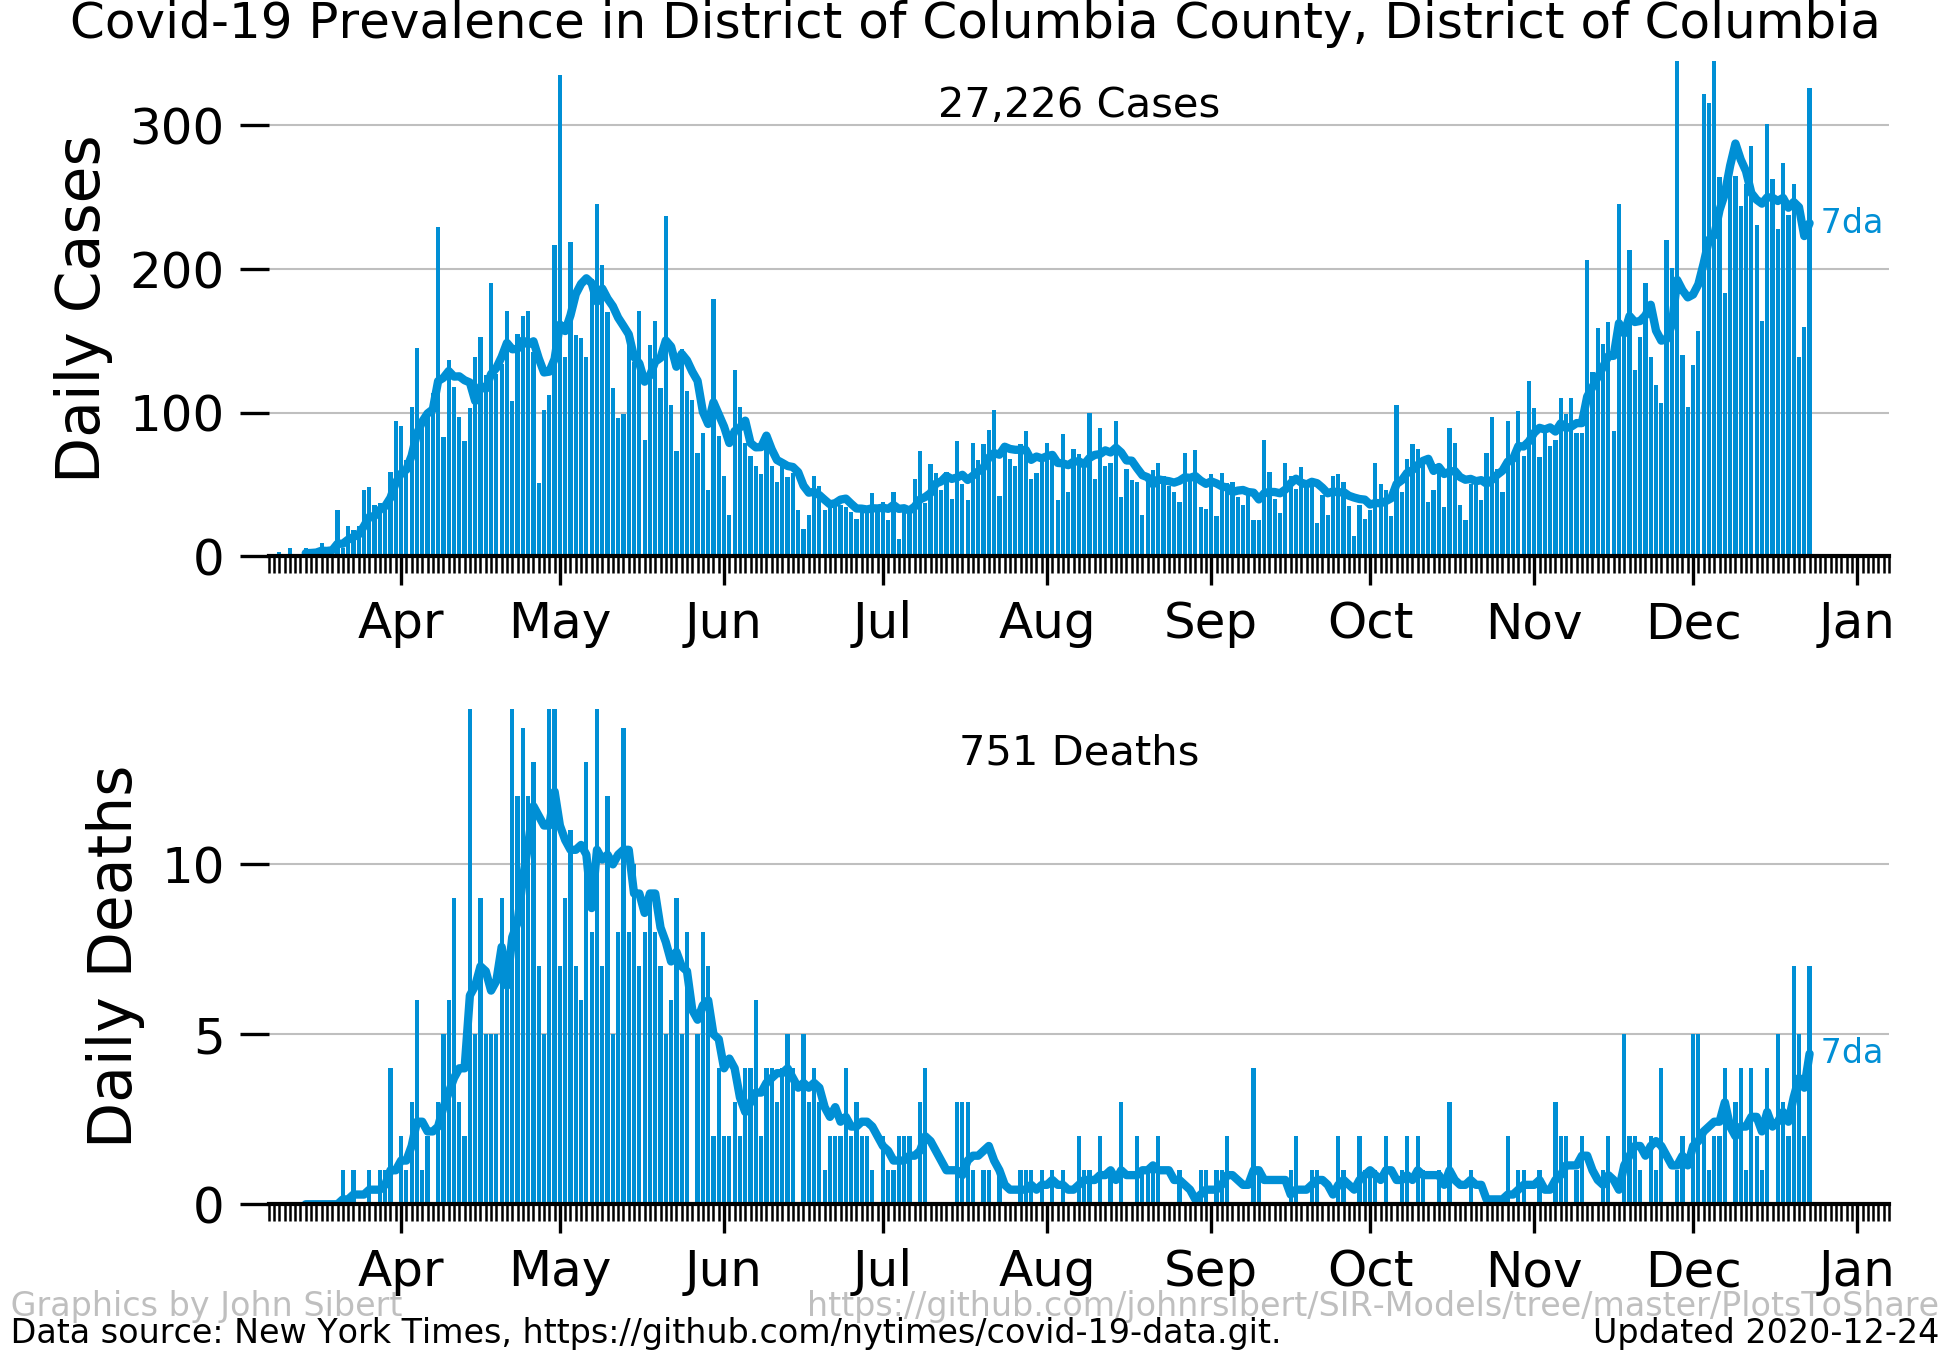 Covid-19 Prevalence in District of Columbia County, District of Columbia
27,226 Cases
Daily Cases
300
200
100
0
7da
Apr May Jun Jul Aug Sep Oct Nov Dec Jan
751 Deaths
Daily Deaths
10
5
0
7da
Apr May Jun Jul Aug Sep Oct Nov Dec Jan
Graphics by John Sibert https://github.com/johnrsibert/SIR-Models/tree/master/PlotsToShare
Data source: New York Times, https://github.com/nytimes/covid-19-data.git. Updated 2020-12-24